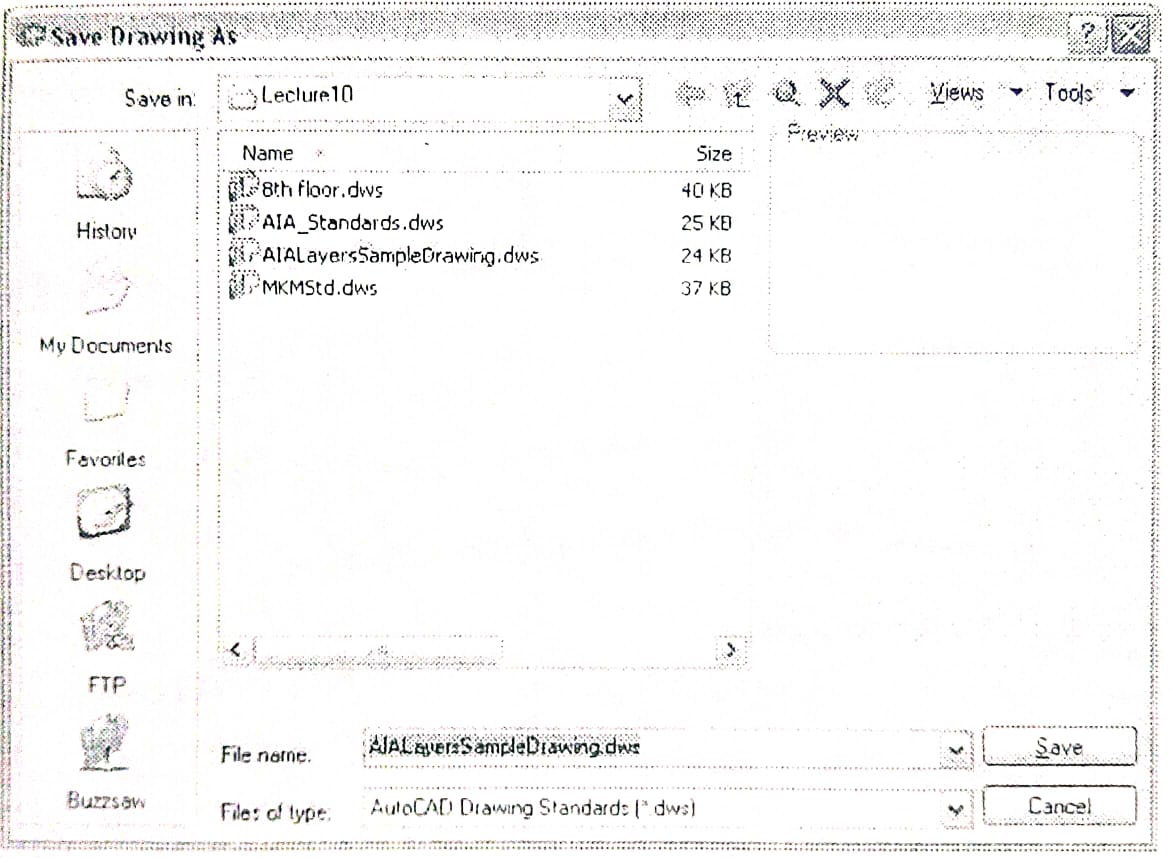 Save Drawing As
Save in: Lecture10 Views Tools
Preview
Name Size
8th floor.dws 40 KB
AIA_Standards.dws 25 KB
AIALayersSampleDrawing.dws 24 KB
MKMStd.dws 37 KB
History
My Documents
Favorites
Desktop
FTP
Buzzsaw
File name: AIALayersSampleDrawing.dws Save
Files of type: AutoCAD Drawing Standards (*.dws) Cancel